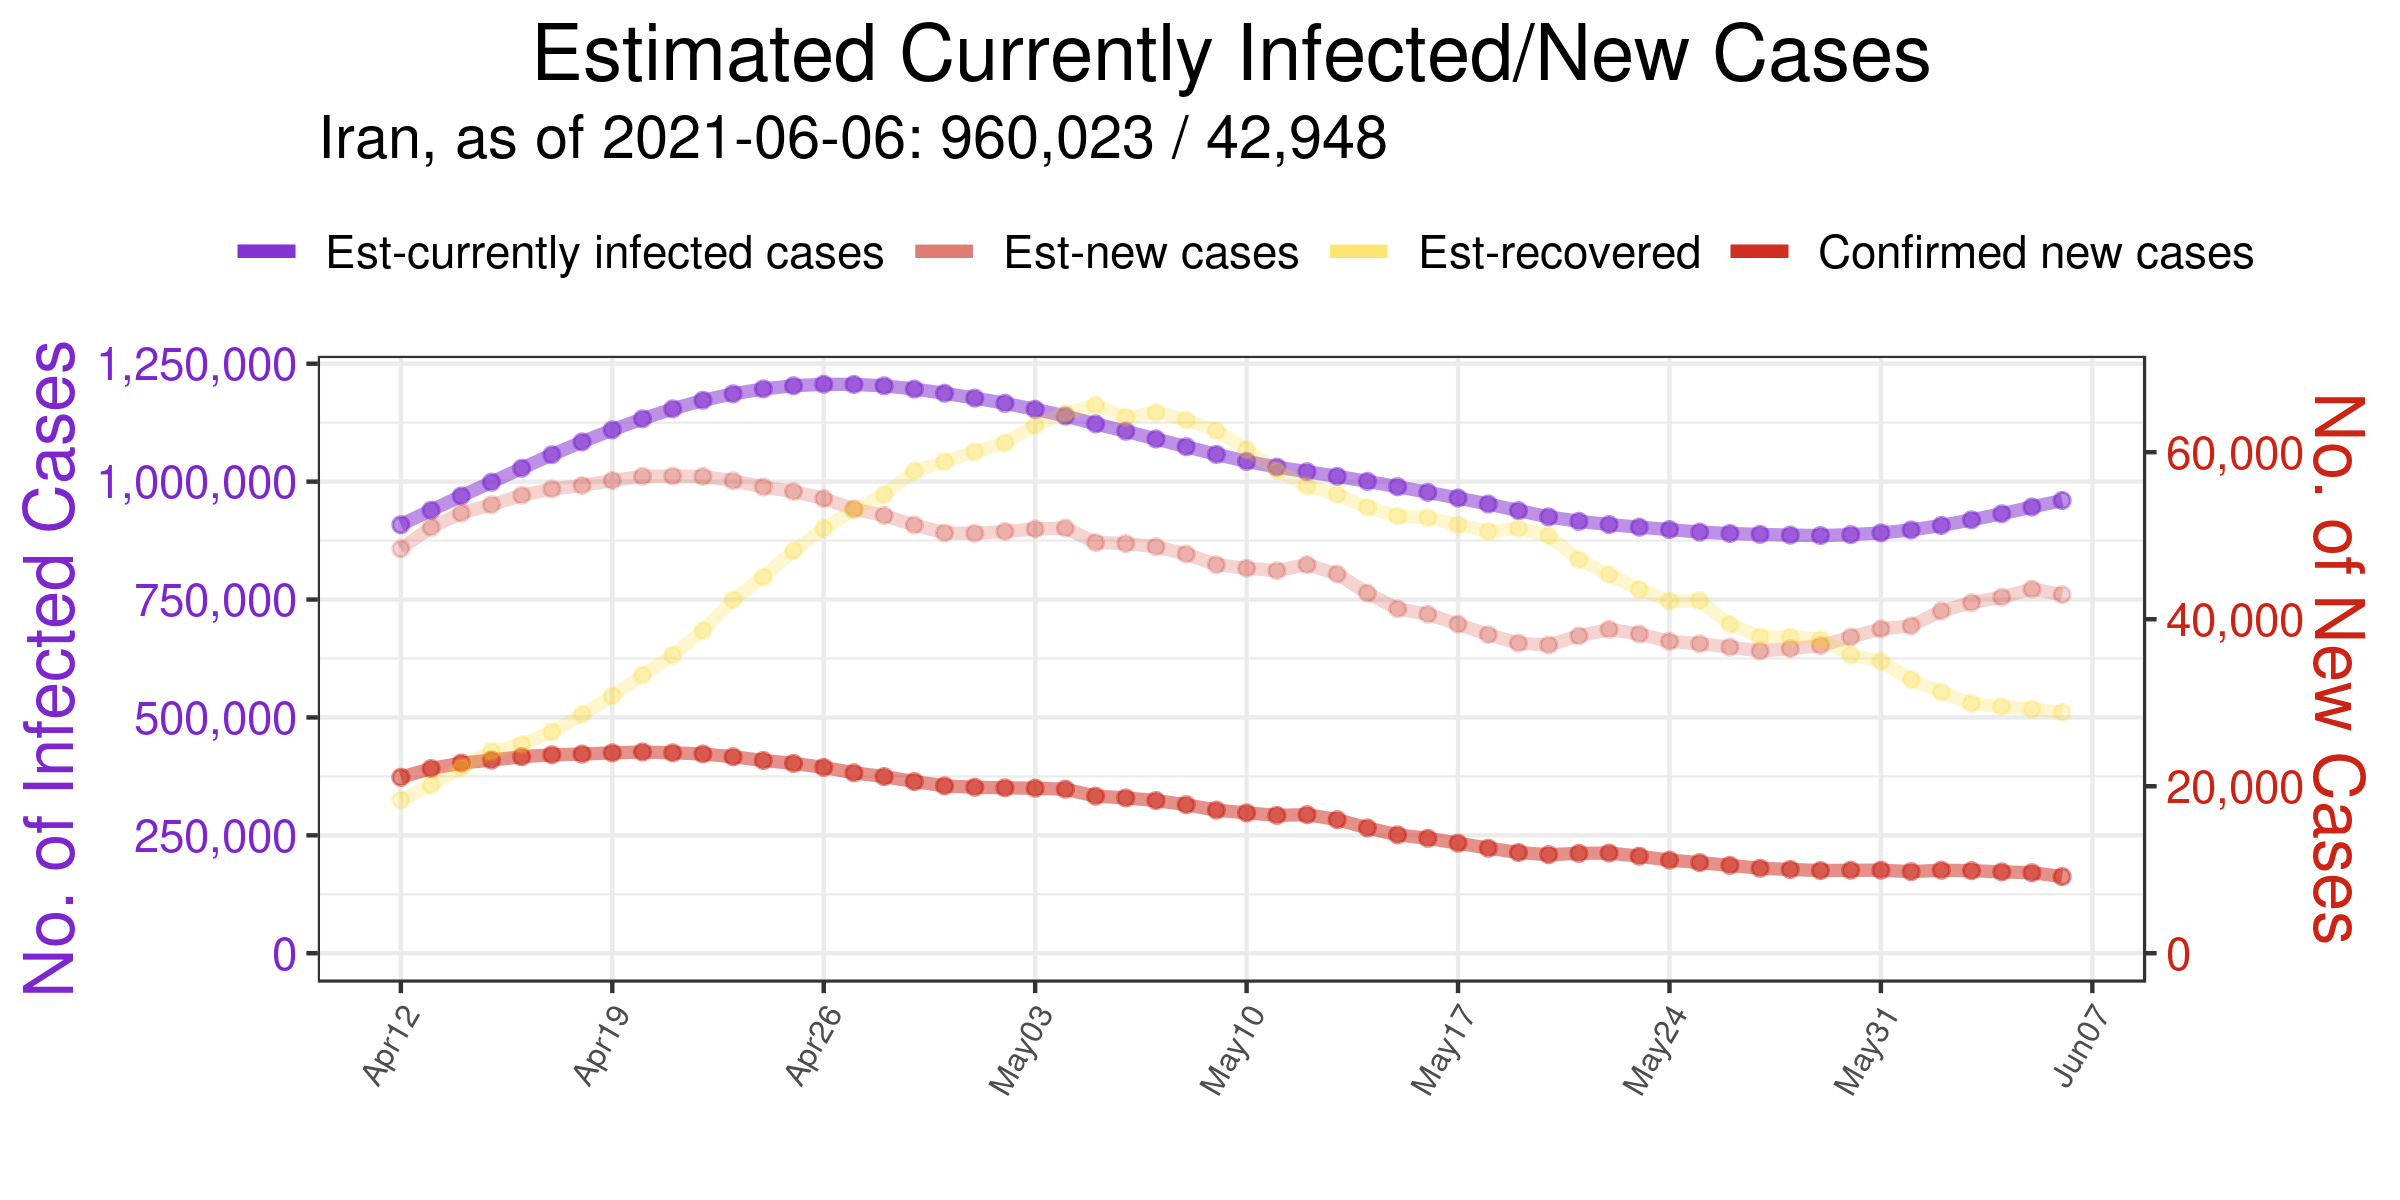 Estimated Currently Infected/New Cases
Iran, as of 2021-06-06: 960,023 / 42,948
Est-currently infected cases Est-new cases Est-recovered Confirmed new cases
No. of Infected Cases
1,250,000
1,000,000
750,000
500,000
250,000
0
60,000
40,000
20,000
0
No. of New Cases
Apr12 Apr19 Apr26 May03 May10 May17 May24 May31 Jun07